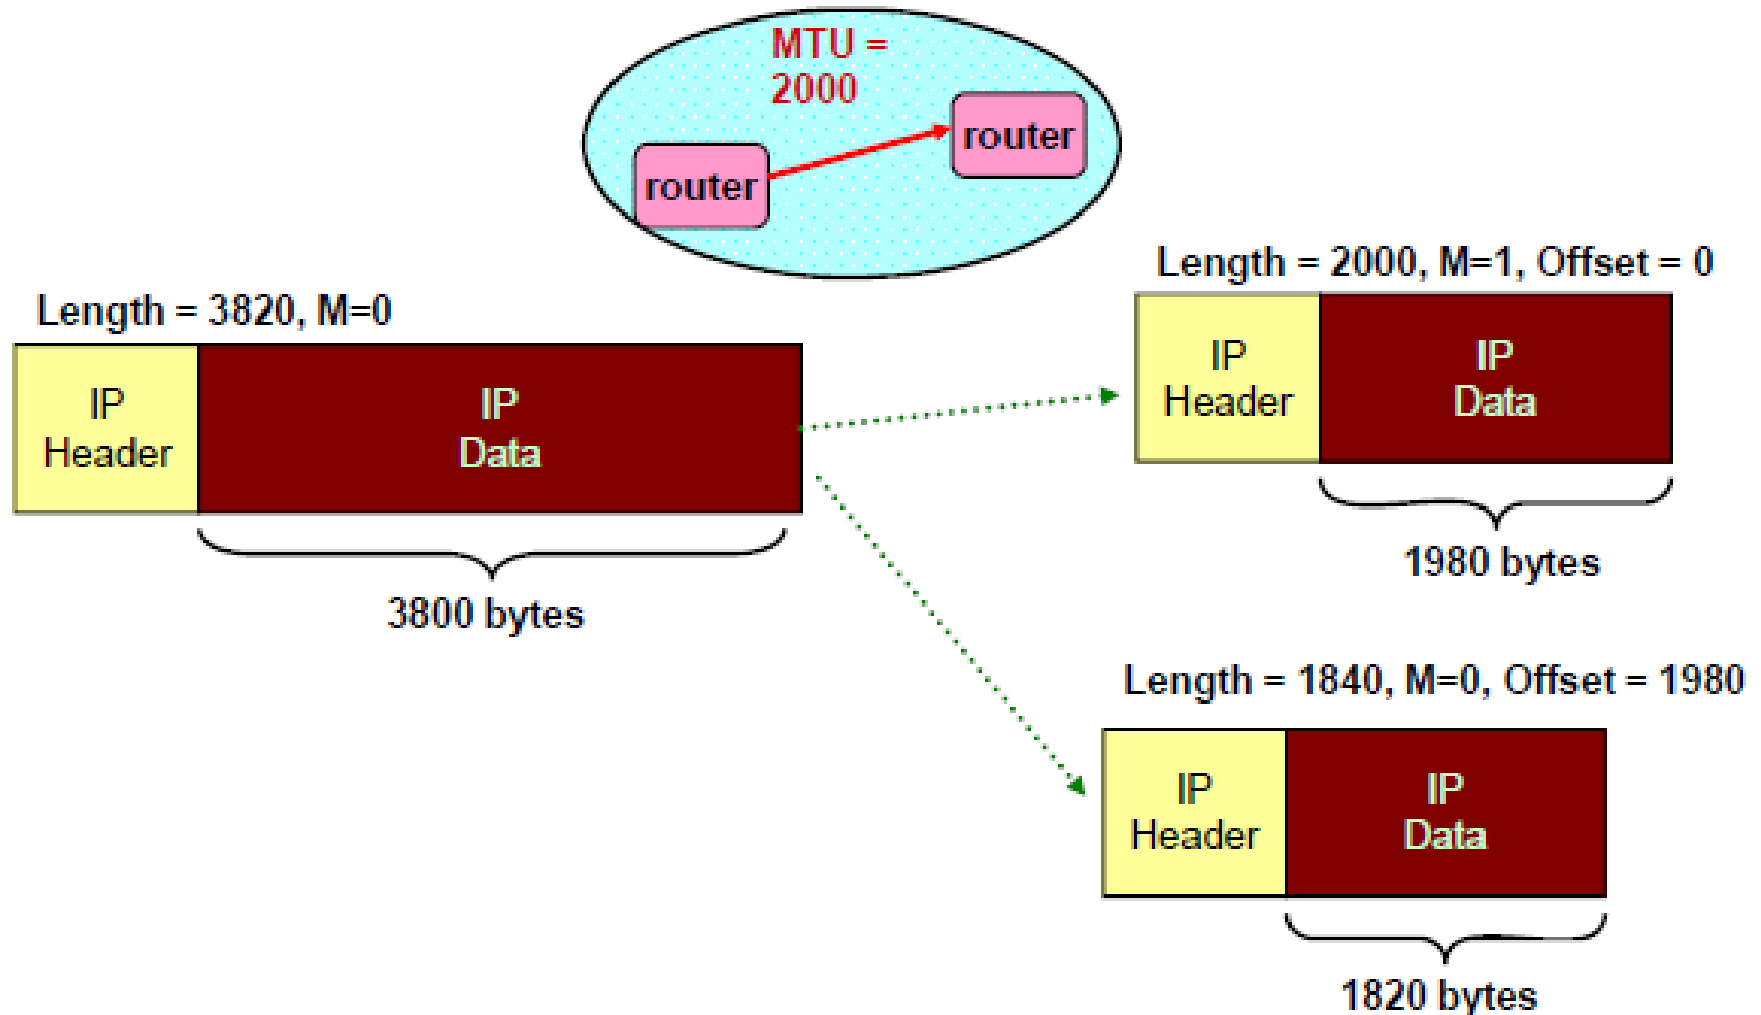 MTU =
2000
router
router
Length = 3820, M=0
IP
Header
IP
Data
3800 bytes
Length = 2000, M=1, Offset = 0
IP
Header
IP
Data
1980 bytes
Length = 1840, M=0, Offset = 1980
IP
Header
IP
Data
1820 bytes